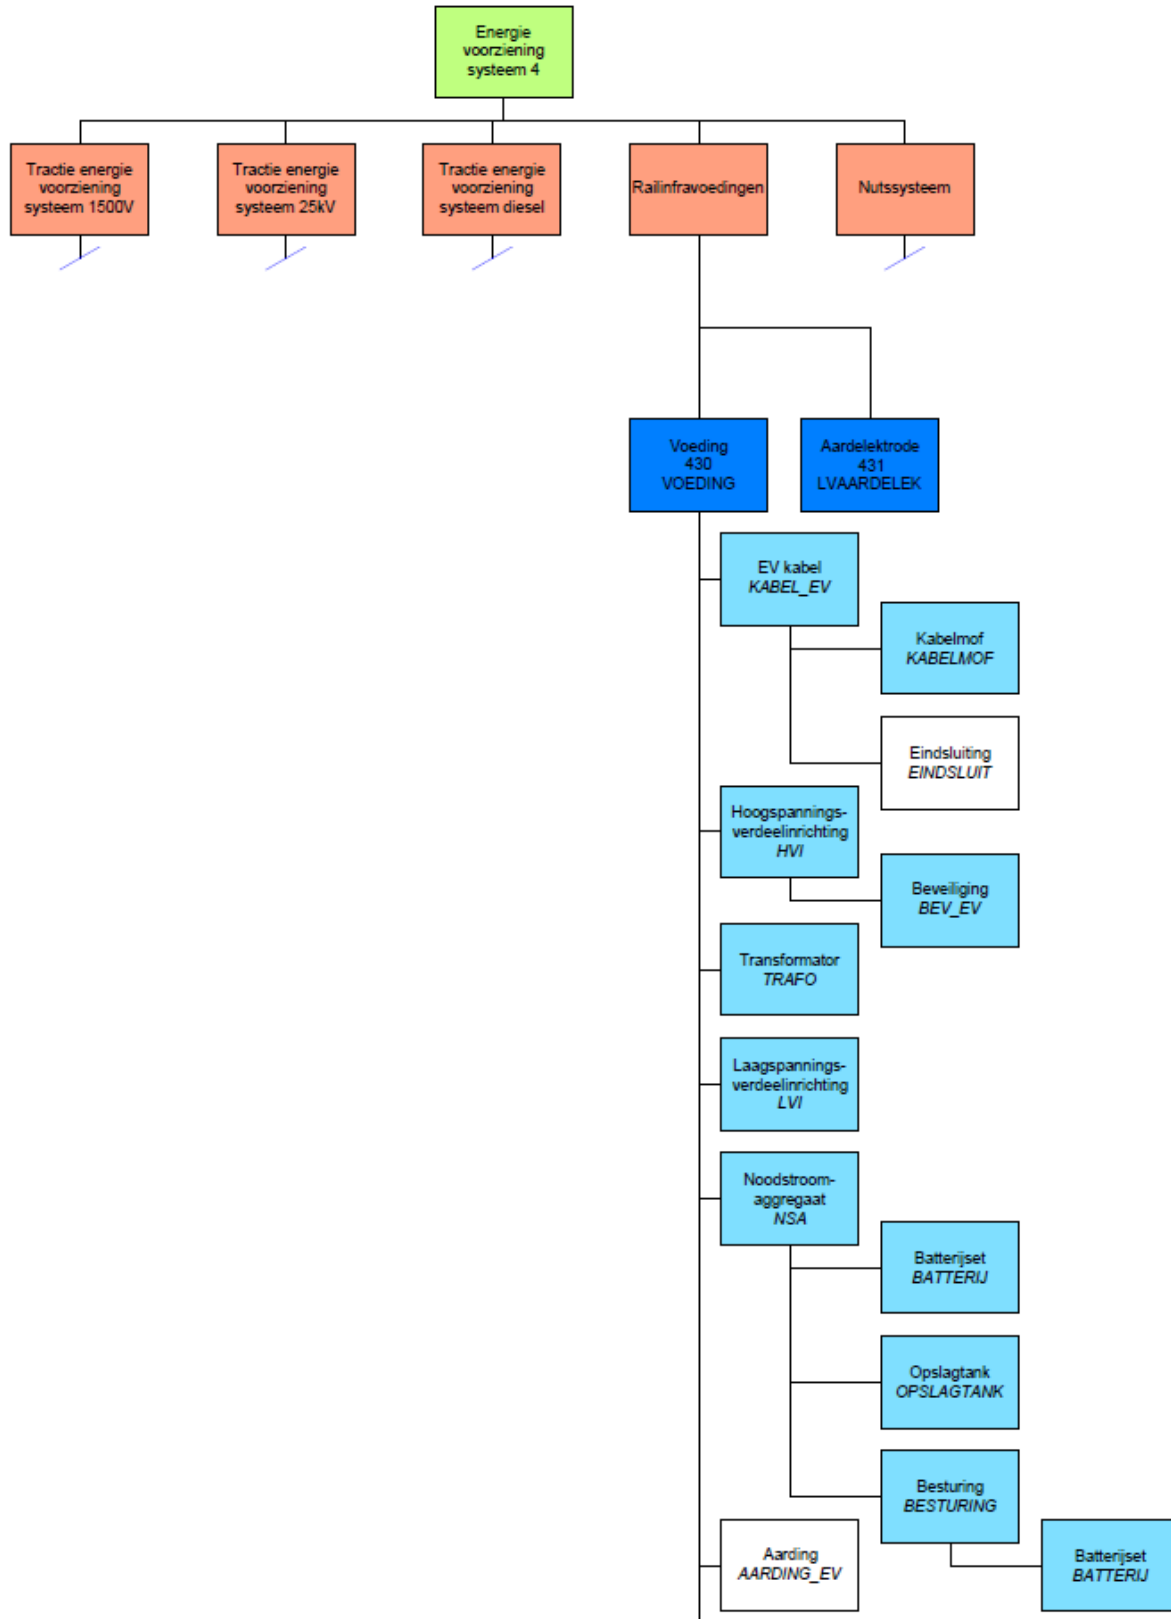 Energie
voorziening
systeem 4
Tractie energie
voorziening
systeem 1500V
Tractie energie
voorziening
systeem 25kV
Tractie energie
voorziening
systeem diesel
Railinfravoedingen
Nutssysteem
Voeding
430
VOEDING
Aardelektrode
431
LVAARDELEK
EV kabel
KABEL_EV
Kabelmof
KABELMOF
Eindsluiting
EINDSLUIT
Hoogspannings-
verdeelinrichting
HVI
Beveiliging
BEV_EV
Transformator
TRAFO
Laagspannings-
verdeelinrichting
LVI
Noodstroom-
aggregaat
NSA
Batterijset
BATTERIJ
Opslagtank
OPSLAGTANK
Besturing
BESTURING
Aarding
AARDING_EV
Batterijset
BATTERIJ